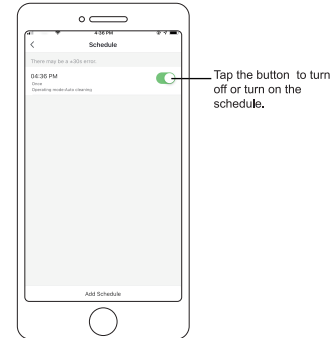 4:36 PM
Schedule
There may be a ±30s error.
04:36 PM
Once
Operating mode:Auto cleaning
Add Schedule
Tap the button to turn
off or turn on the
schedule.